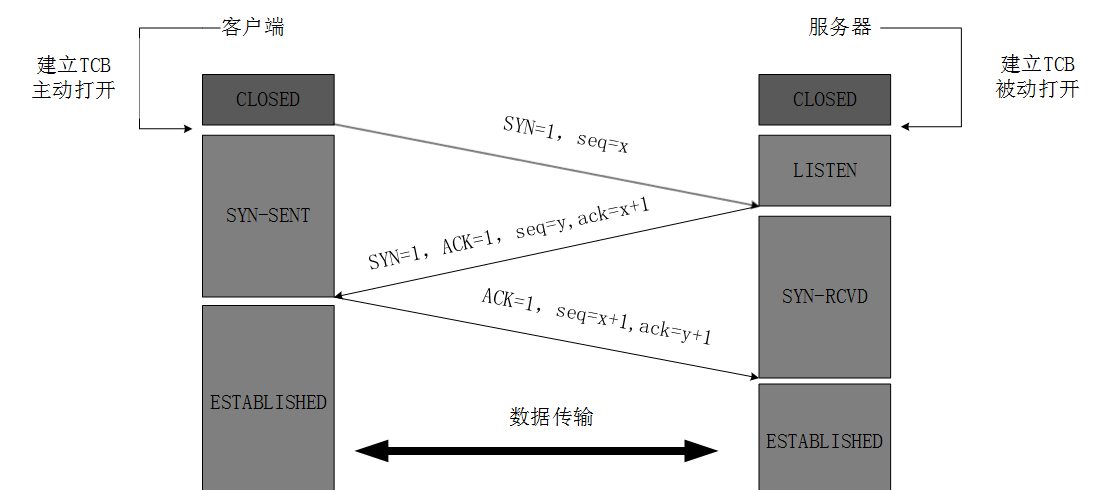 客户端
服务器
建立TCB
主动打开
建立TCB
被动打开
CLOSED
CLOSED
SYN=1, seq=x
LISTEN
SYN-SENT
SYN=1, ACK=1, seq=y,ack=x+1
SYN-RCVD
ACK=1, seq=x+1,ack=y+1
ESTABLISHED
数据传输
ESTABLISHED